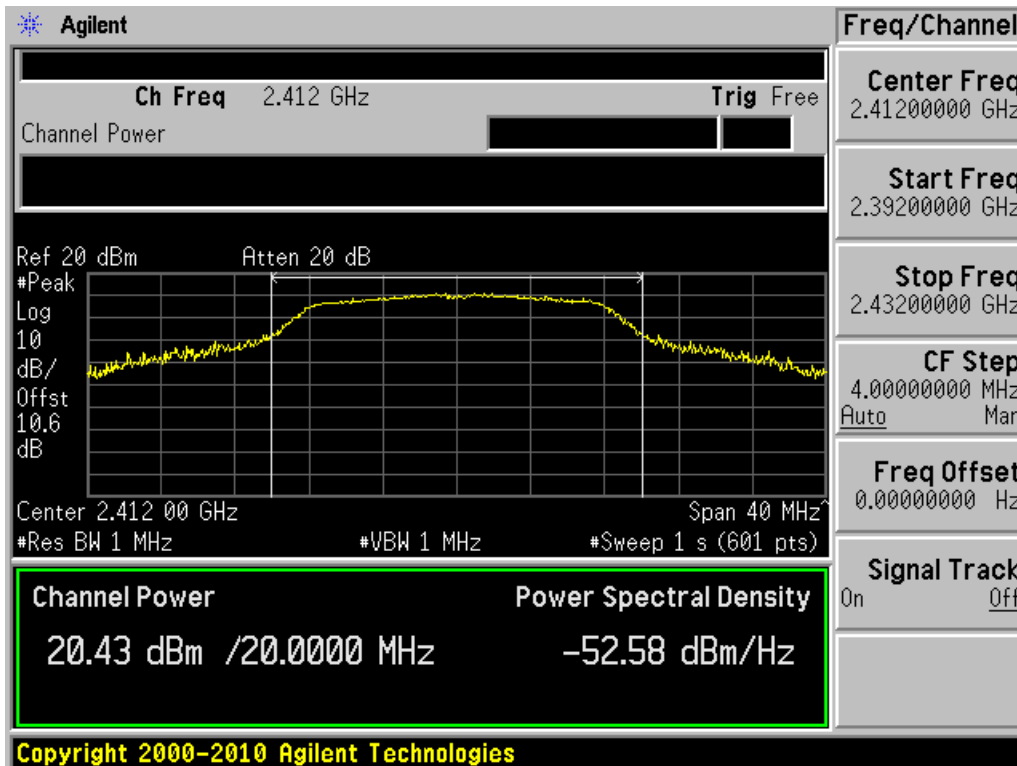 Agilent
Freq/Channel
Ch Freq 2.412 GHz
Trig Free
Channel Power
Center Freq
2.41200000 GHz
Start Freq
2.39200000 GHz
Stop Freq
2.43200000 GHz
CF Step
4.00000000 MHz
Auto Man
Freq Offset
0.00000000 Hz
Signal Track
On Off
Ref 20 dBm
Atten 20 dB
#Peak
Log
10
dB/
Offst
10.6
dB
Center 2.412 00 GHz
Span 40 MHz^
#Res BW 1 MHz
#VBW 1 MHz
#Sweep 1 s (601 pts)
Channel Power
Power Spectral Density
20.43 dBm /20.0000 MHz
-52.58 dBm/Hz
Copyright 2000-2010 Agilent Technologies